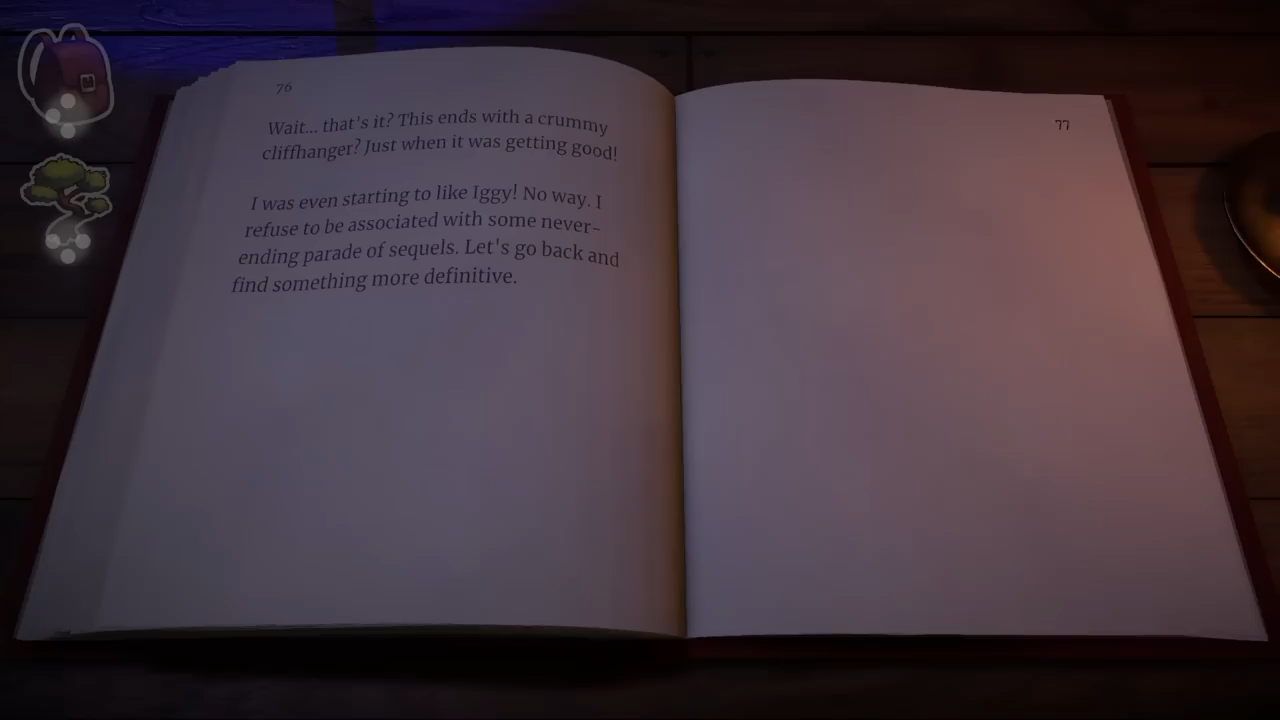 76
Wait... that's it? This ends with a crummy
cliffhanger? Just when it was getting good!
I was even starting to like Iggy! No way. I
refuse to be associated with some never-
ending parade of sequels. Let's go back and
find something more definitive.
77